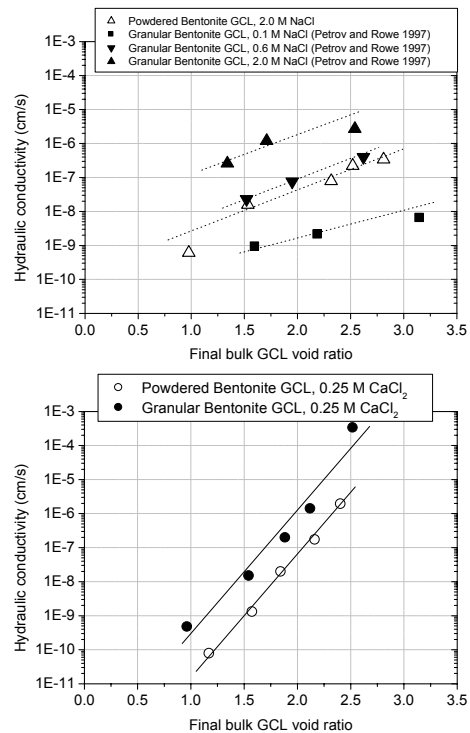 Powdered Bentonite GCL, 2.0 M NaCl
Granular Bentonite GCL, 0.1 M NaCl (Petrov and Rowe 1997)
Granular Bentonite GCL, 0.6 M NaCl (Petrov and Rowe 1997)
Granular Bentonite GCL, 2.0 M NaCl (Petrov and Rowe 1997)
Hydraulic conductivity (cm/s)
1E-3
1E-4
1E-5
1E-6
1E-7
1E-8
1E-9
1E-10
1E-11
0.0 0.5 1.0 1.5 2.0 2.5 3.0 3.5
Final bulk GCL void ratio
Powdered Bentonite GCL, 0.25 M CaCl₂
Granular Bentonite GCL, 0.25 M CaCl₂
Hydraulic conductivity (cm/s)
1E-3
1E-4
1E-5
1E-6
1E-7
1E-8
1E-9
1E-10
1E-11
0.0 0.5 1.0 1.5 2.0 2.5 3.0 3.5
Final bulk GCL void ratio